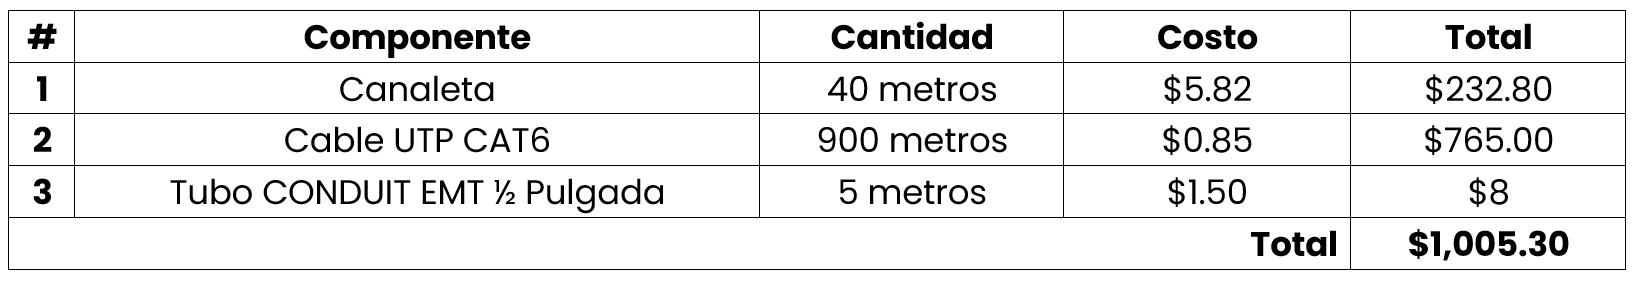 # Componente Cantidad Costo Total
1 Canaleta 40 metros $5.82 $232.80
2 Cable UTP CAT6 900 metros $0.85 $765.00
3 Tubo CONDUIT EMT ½ Pulgada 5 metros $1.50 $8
Total $1,005.30